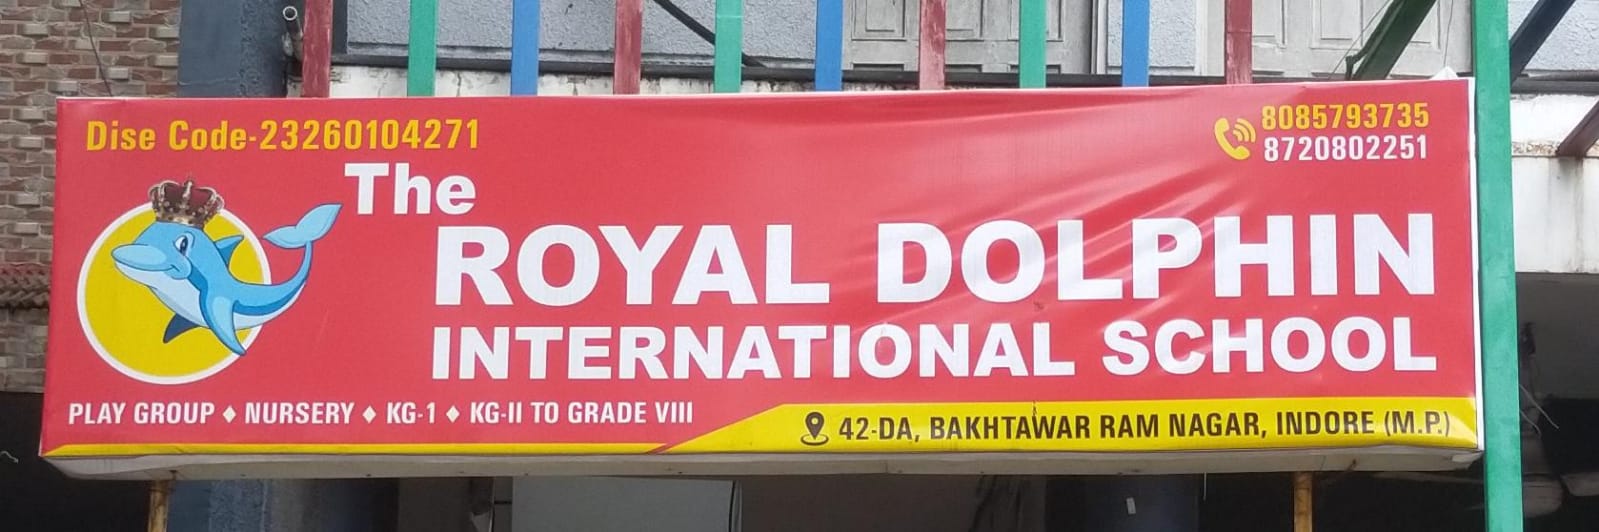 Dise Code-23260104271
8085793735
8720802251
The
ROYAL DOLPHIN
INTERNATIONAL SCHOOL
PLAY GROUP ♦ NURSERY ♦ KG-1 ♦ KG-II TO GRADE VIII
42-DA, BAKHTAWAR RAM NAGAR, INDORE (M.P.)